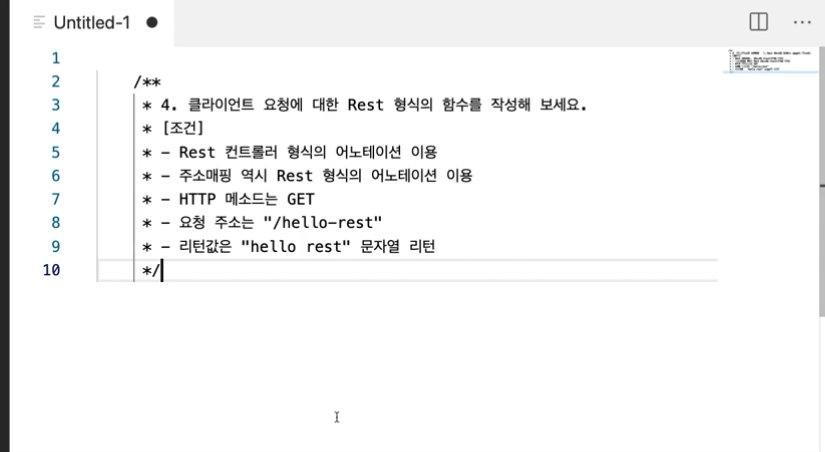 Untitled-1
1
2 /**
3 * 4. 클라이언트 요청에 대한 Rest 형식의 함수를 작성해 보세요.
4 * [조건]
5 * - Rest 컨트롤러 형식의 어노테이션 이용
6 * - 주소매핑 역시 Rest 형식의 어노테이션 이용
7 * - HTTP 메소드는 GET
8 * - 요청 주소는 "/hello-rest"
9 * - 리턴값은 "hello rest" 문자열 리턴
10 */